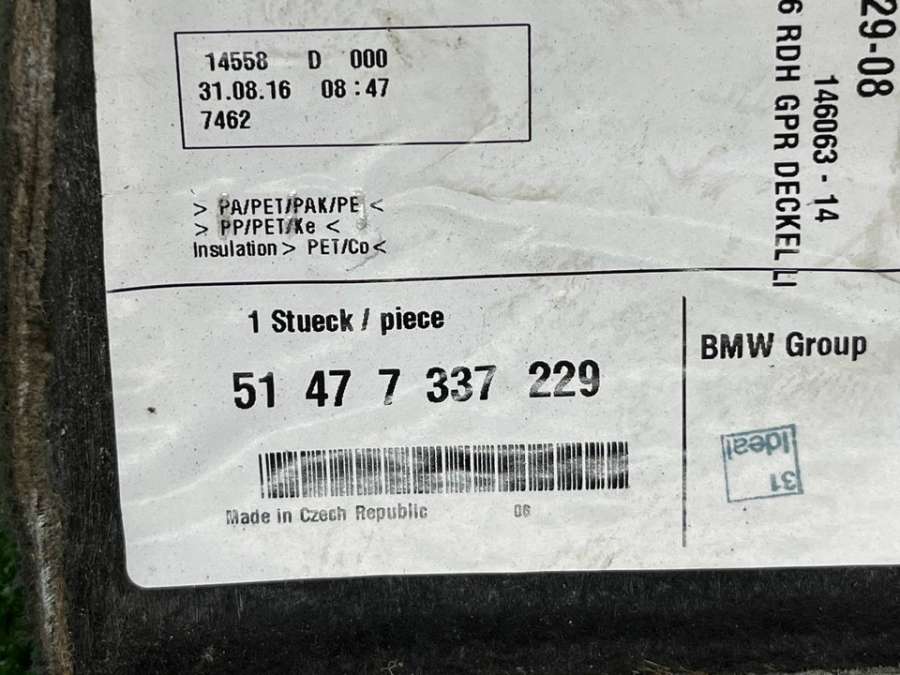 14558 D 000
31.08.16 08:47
7462
> PA/PET/PAK/PE <
> PP/PET/Ke <
Insulation > PET/Co <
29-08
146063 - 14
6 RDH GPR DECKEL LI
1 Stueck / piece
51 47 7 337 229
Made in Czech Republic 06
BMW Group
Ideal
31